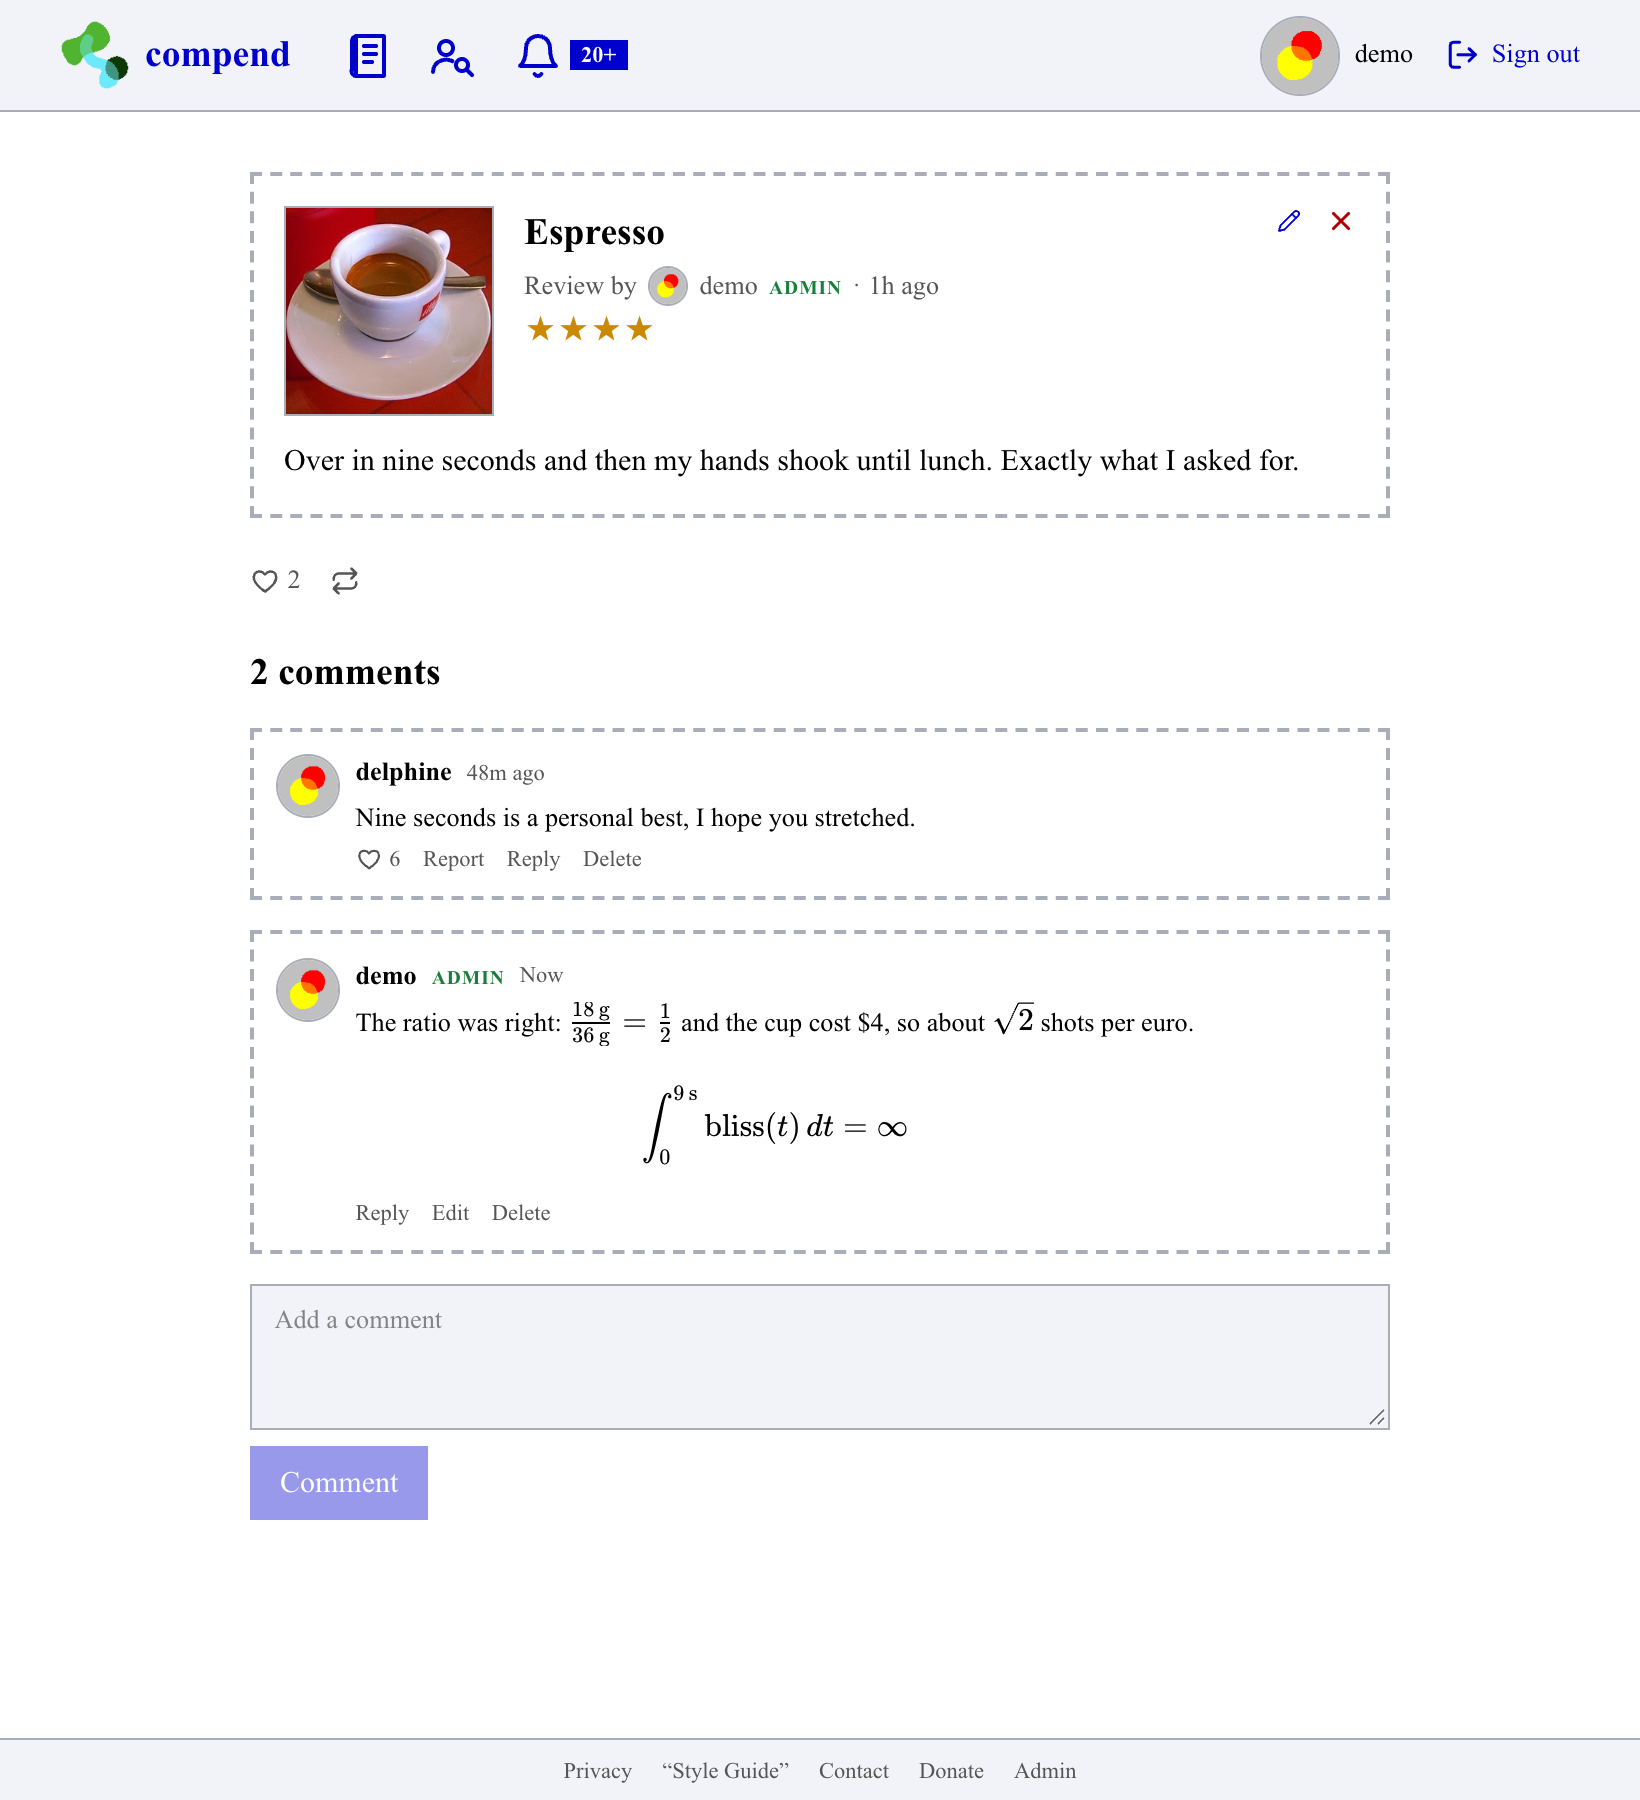 compend
20+
demo
Sign out
Espresso
Review by demo ADMIN · 1h ago
★★★★
Over in nine seconds and then my hands shook until lunch. Exactly what I asked for.
2
2 comments
delphine 48m ago
Nine seconds is a personal best, I hope you stretched.
6 Report Reply Delete
demo ADMIN Now
The ratio was right: \frac{18 g}{36 g} = \frac{1}{2} and the cup cost $4, so about √2 shots per euro.
∫_0^{9 s} bliss(t) dt = ∞
Reply Edit Delete
Add a comment
Comment
Privacy “Style Guide” Contact Donate Admin